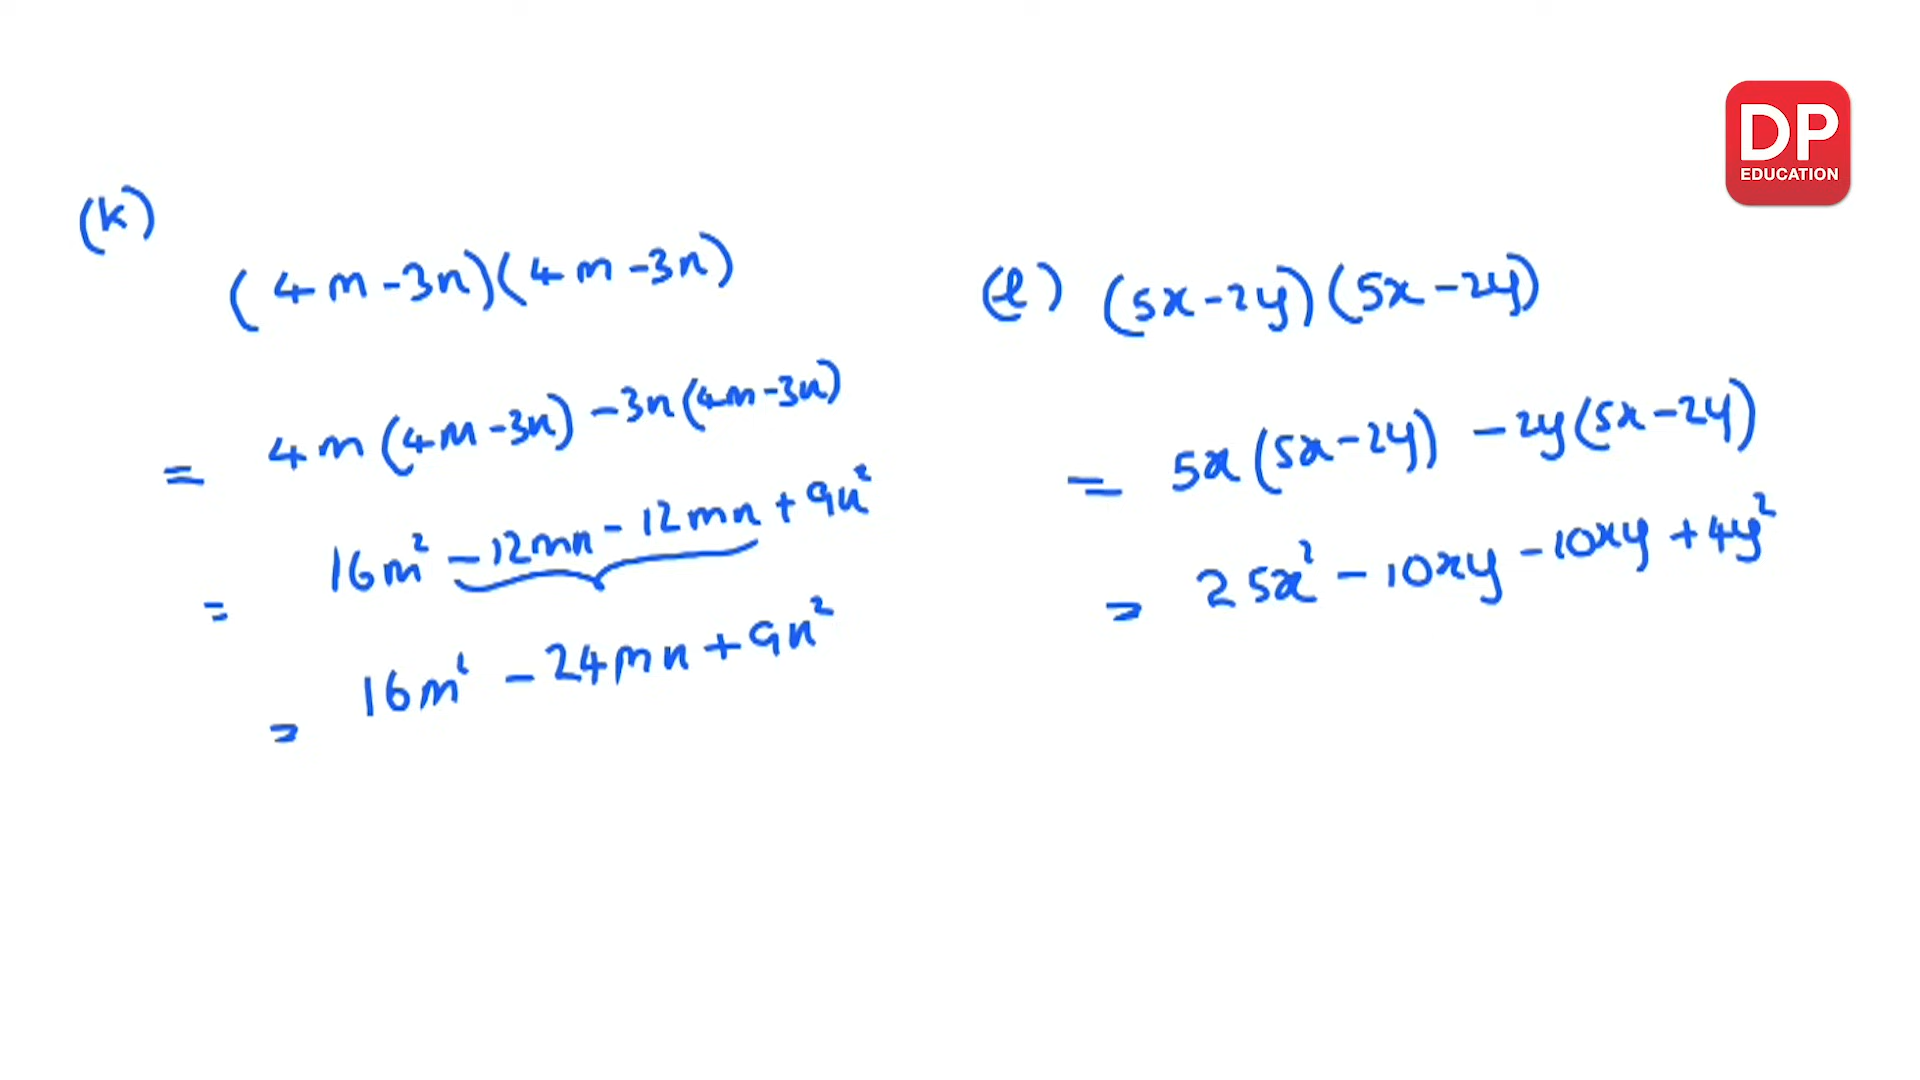 DP
EDUCATION
(k)
(4m-3n)(4m-3n)
= 4m(4m-3n) -3n(4m-3n)
= 16m² -12mn - 12mn + 9n²
= 16m² - 24mn + 9n²
(l) (5x-2y)(5x-2y)
= 5x(5x-2y) -2y(5x-2y)
= 25x² - 10xy - 10xy + 4y²